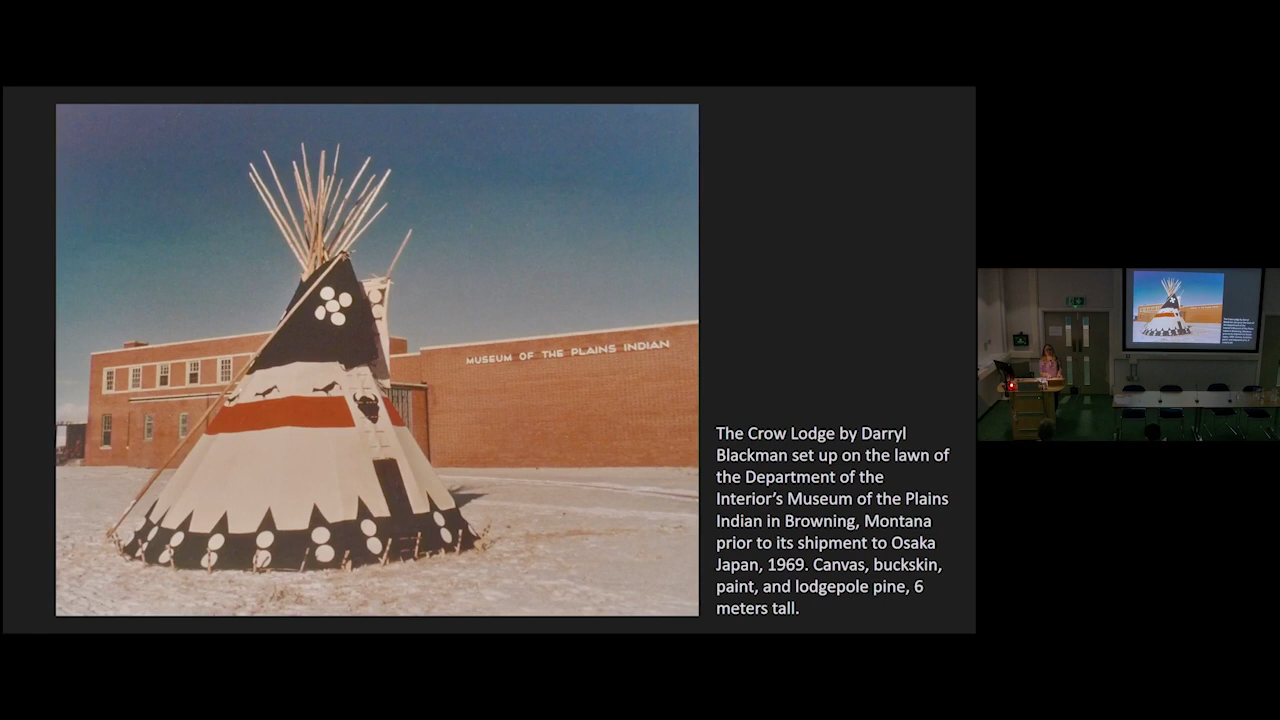 MUSEUM OF THE PLAINS INDIAN
The Crow Lodge by Darryl
Blackman set up on the lawn of
the Department of the
Interior’s Museum of the Plains
Indian in Browning, Montana
prior to its shipment to Osaka
Japan, 1969. Canvas, buckskin,
paint, and lodgepole pine, 6
meters tall.